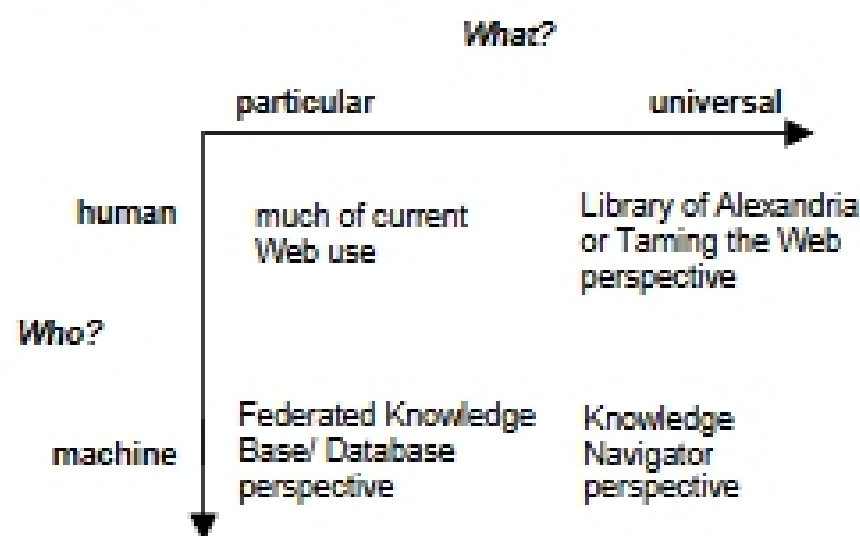 What?
particular universal
human
much of current
Web use
Library of Alexandria
or Taming the Web
perspective
Who?
machine
Federated Knowledge
Base/ Database
perspective
Knowledge
Navigator
perspective